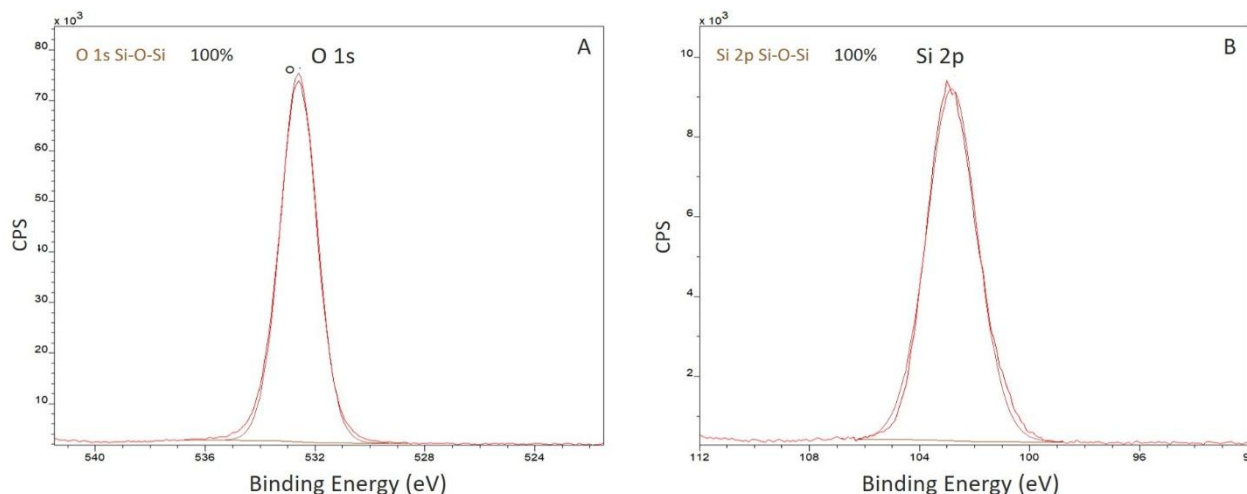 x 10³
80
70
60
50
40
30
20
10
CPS
O 1s Si-O-Si 100%
O 1s
A
540 536 532 528 524
Binding Energy (eV)
x 10³
10
8
6
4
2
CPS
Si 2p Si-O-Si 100%
Si 2p
B
112 108 104 100 96
Binding Energy (eV)